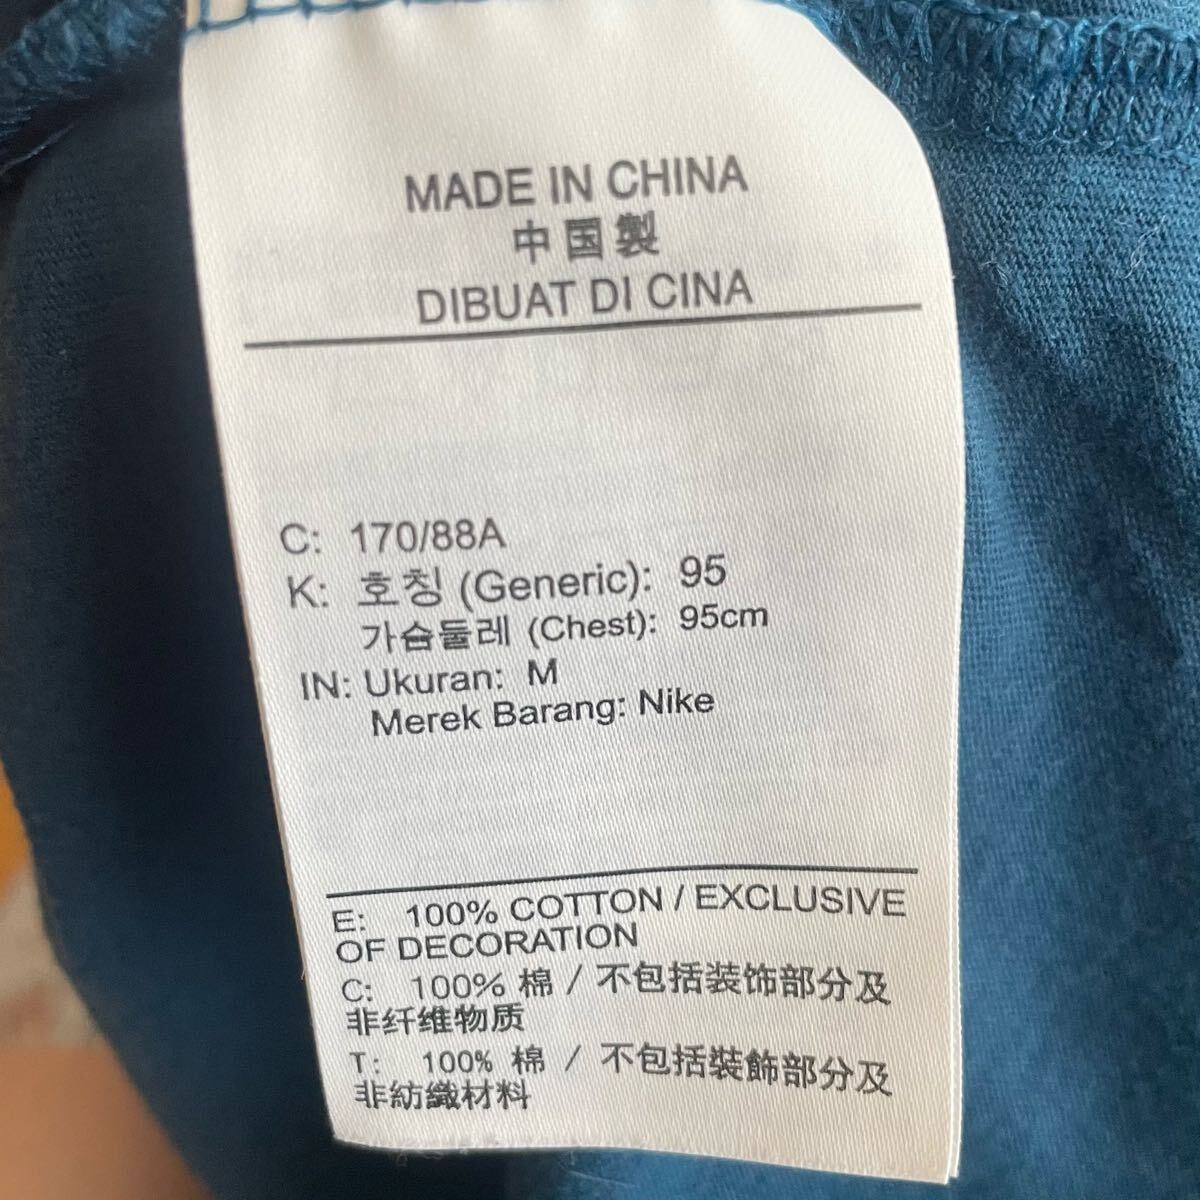 MADE IN CHINA
中国製
DIBUAT DI CINA
C: 170/88A
K: 호칭 (Generic): 95
가슴둘레 (Chest): 95cm
IN: Ukuran: M
Merek Barang: Nike
E: 100% COTTON / EXCLUSIVE
OF DECORATION
C: 100% 棉 / 不包括装饰部分及
非纤维物质
T: 100% 棉 / 不包括裝飾部分及
非紡織材料